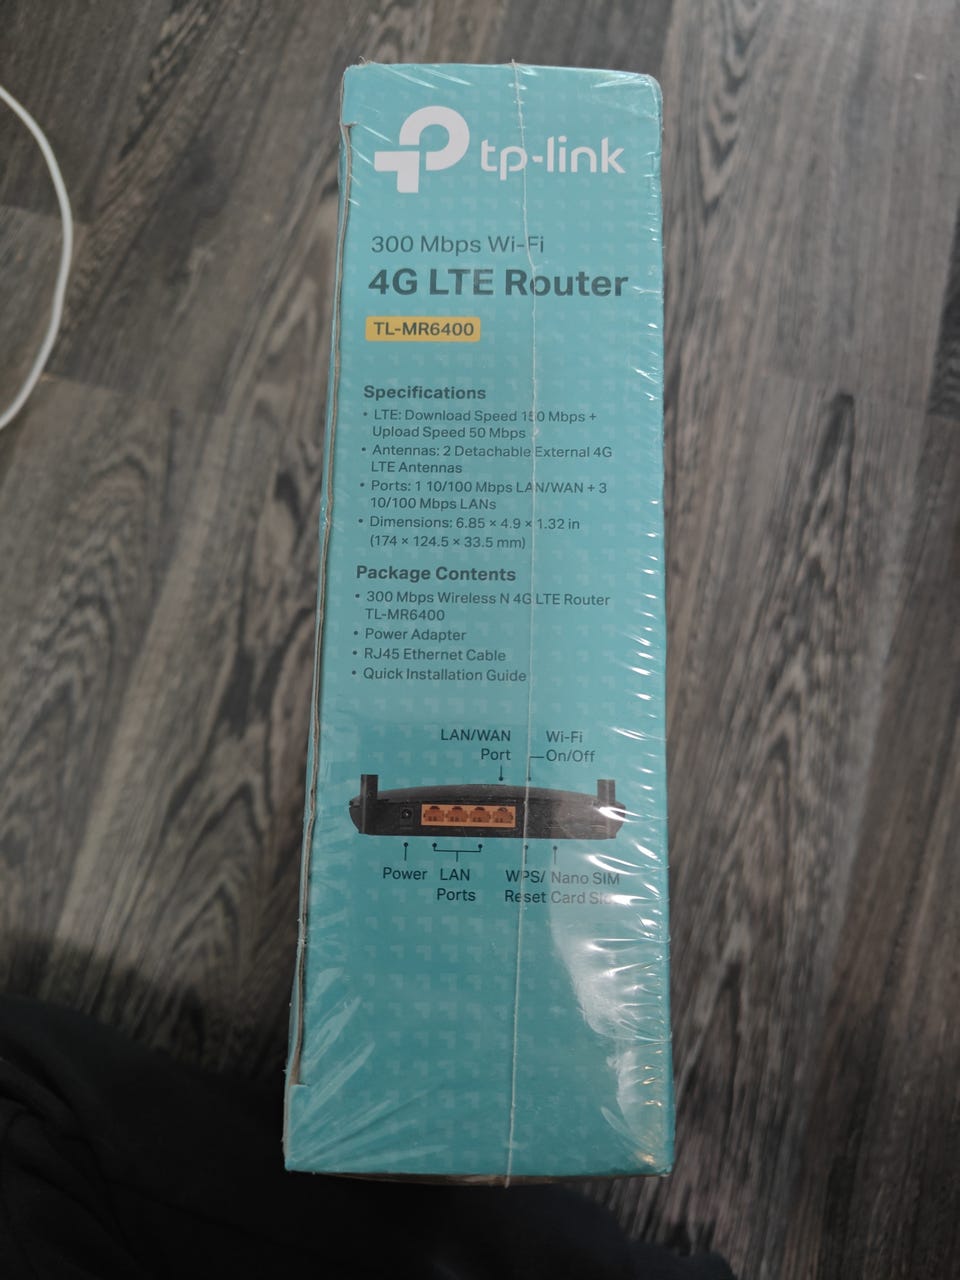 tp-link
300 Mbps Wi-Fi
4G LTE Router
TL-MR6400
Specifications
• LTE: Download Speed 150 Mbps +
Upload Speed 50 Mbps
• Antennas: 2 Detachable External 4G
LTE Antennas
• Ports: 1 10/100 Mbps LAN/WAN + 3
10/100 Mbps LANs
• Dimensions: 6.85 × 4.9 × 1.32 in
(174 × 124.5 × 33.5 mm)
Package Contents
• 300 Mbps Wireless N 4G LTE Router
TL-MR6400
• Power Adapter
• RJ45 Ethernet Cable
• Quick Installation Guide
LAN/WAN
Port
Wi-Fi
On/Off
Power
LAN
Ports
WPS/
Reset
Nano SIM
Card Slot